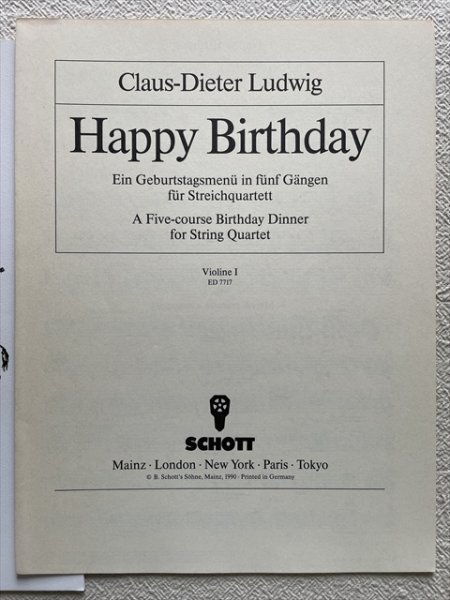 Claus-Dieter Ludwig
Happy Birthday
Ein Geburtstagsmenü in fünf Gängen
für Streichquartett
A Five-course Birthday Dinner
for String Quartet
Violine I
ED 7717
SCHOTT
Mainz · London · New York · Paris · Tokyo
© B. Schott's Söhne, Mainz, 1990 · Printed in Germany